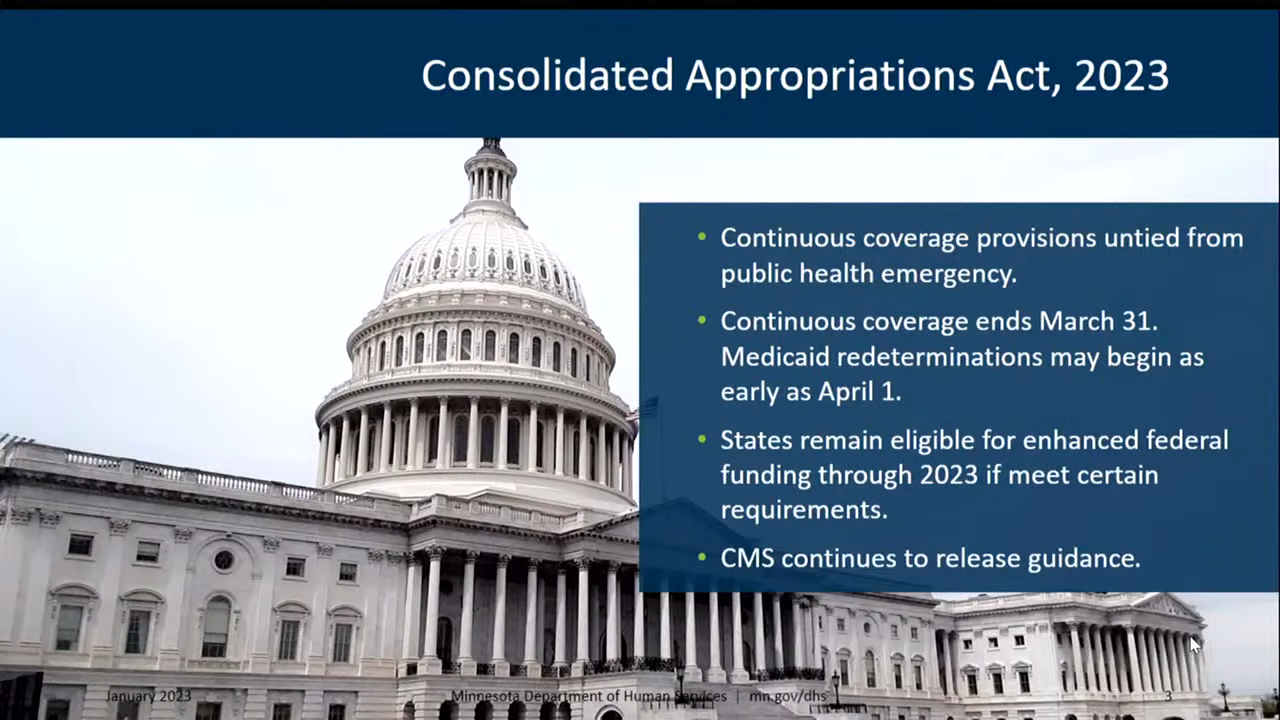 Consolidated Appropriations Act, 2023
• Continuous coverage provisions untied from
public health emergency.
• Continuous coverage ends March 31.
Medicaid redeterminations may begin as
early as April 1.
• States remain eligible for enhanced federal
funding through 2023 if meet certain
requirements.
• CMS continues to release guidance.
January 2023
Minnesota Department of Human Services | mn.gov/dhs
3